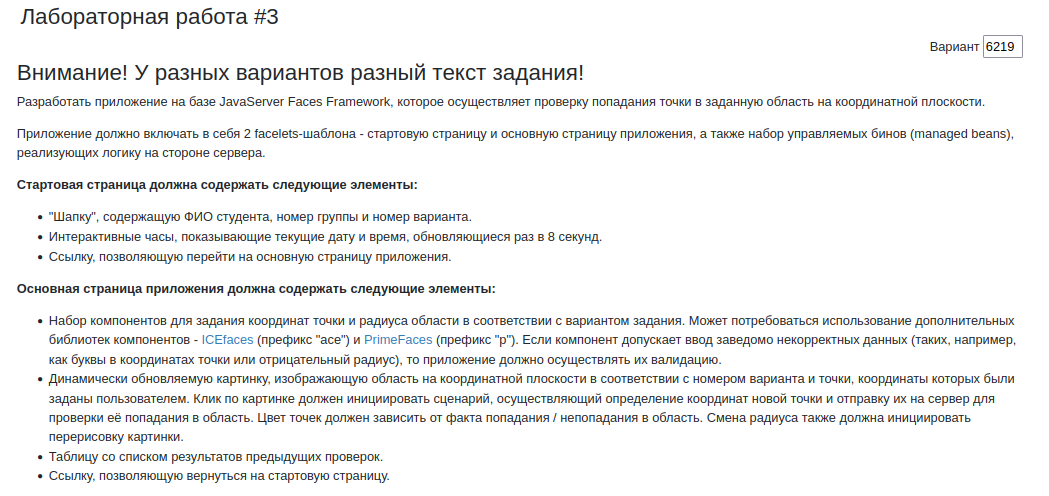 Лабораторная работа #3
Вариант 6219
Внимание! У разных вариантов разный текст задания!
Разработать приложение на базе JavaServer Faces Framework, которое осуществляет проверку попадания точки в заданную область на координатной плоскости.
Приложение должно включать в себя 2 facelets-шаблона - стартовую страницу и основную страницу приложения, а также набор управляемых бинов (managed beans),
реализующих логику на стороне сервера.
Стартовая страница должна содержать следующие элементы:
• "Шапку", содержащую ФИО студента, номер группы и номер варианта.
• Интерактивные часы, показывающие текущие дату и время, обновляющиеся раз в 8 секунд.
• Ссылку, позволяющую перейти на основную страницу приложения.
Основная страница приложения должна содержать следующие элементы:
• Набор компонентов для задания координат точки и радиуса области в соответствии с вариантом задания. Может потребоваться использование дополнительных
библиотек компонентов - ICEfaces (префикс "ace") и PrimeFaces (префикс "p"). Если компонент допускает ввод заведомо некорректных данных (таких, например,
как буквы в координатах точки или отрицательный радиус), то приложение должно осуществлять их валидацию.
• Динамически обновляемую картинку, изображающую область на координатной плоскости в соответствии с номером варианта и точки, координаты которых были
заданы пользователем. Клик по картинке должен инициировать сценарий, осуществляющий определение координат новой точки и отправку их на сервер для
проверки её попадания в область. Цвет точек должен зависить от факта попадания / непопадания в область. Смена радиуса также должна инициировать
перерисовку картинки.
• Таблицу со списком результатов предыдущих проверок.
• Ссылку, позволяющую вернуться на стартовую страницу.